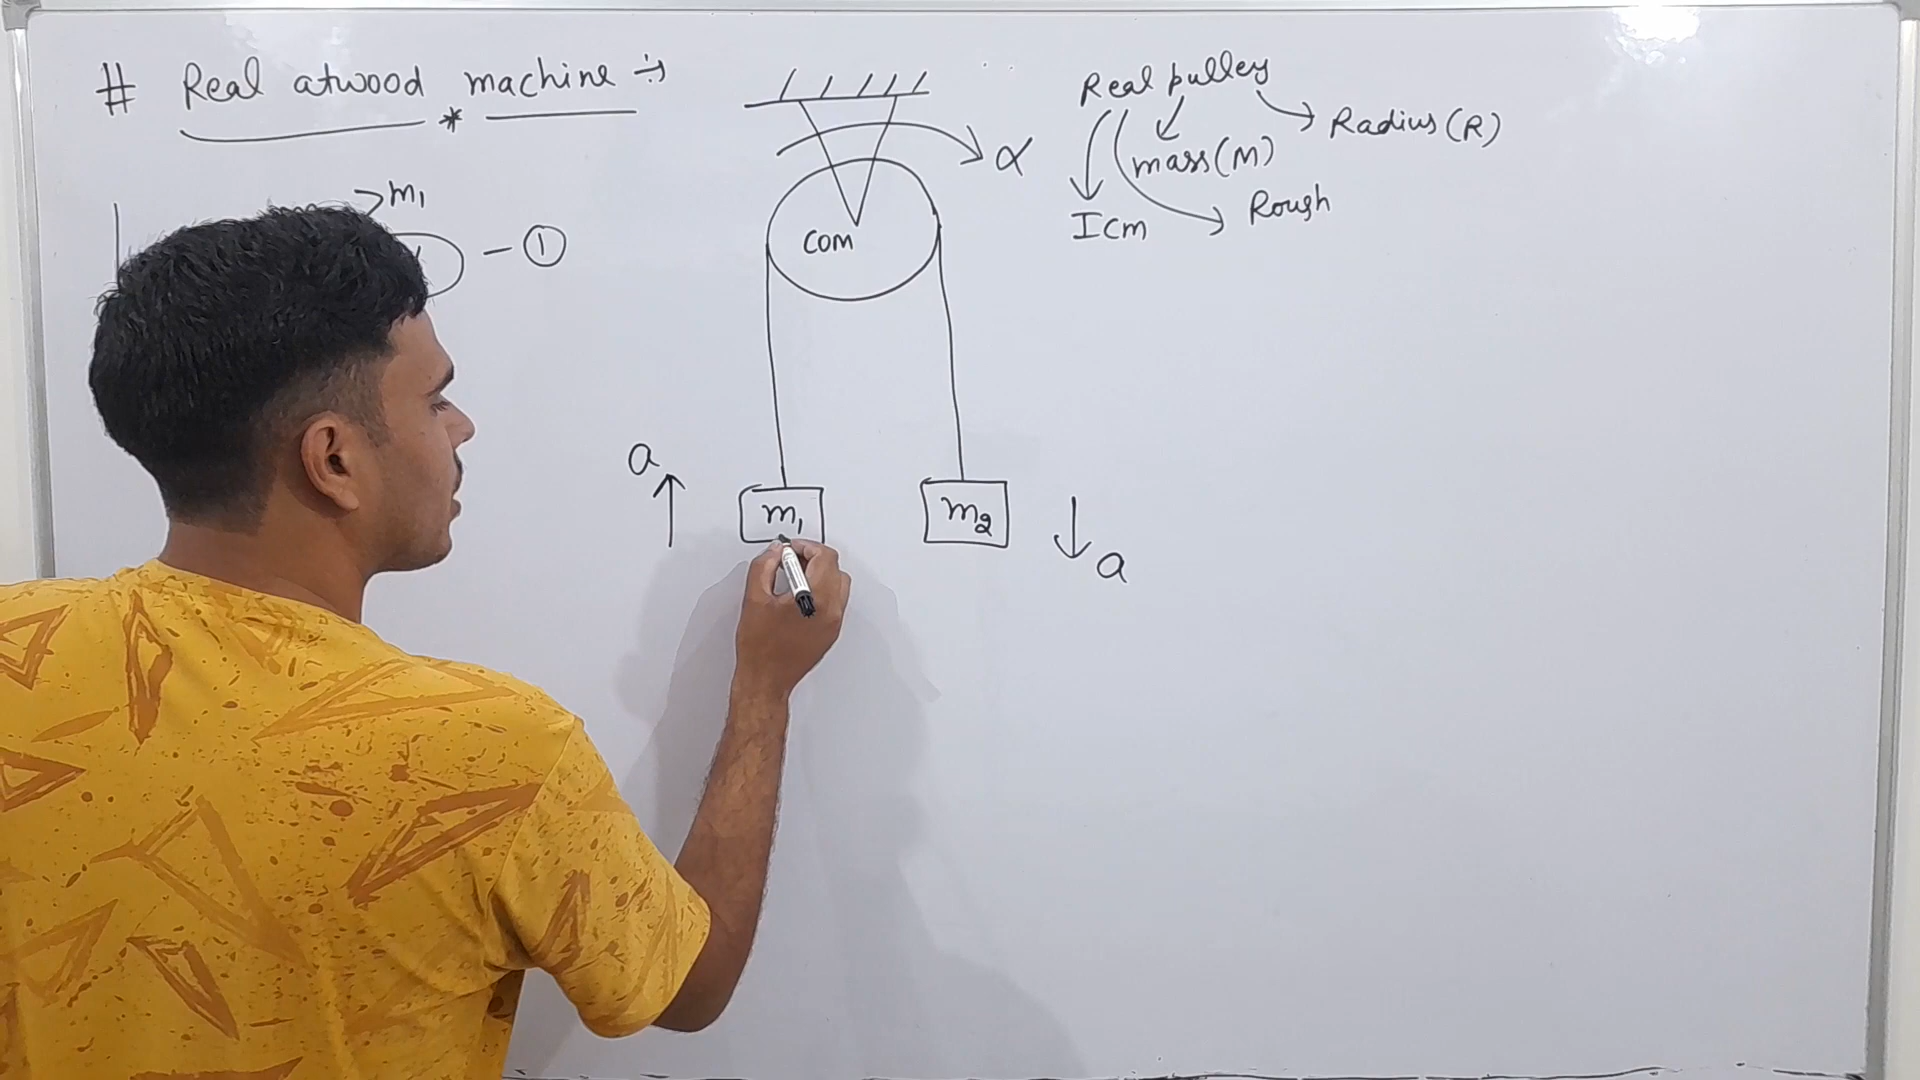 # Real atwood machine :→
*
> m1
- ①
α
COM
a
m1
m2
a
Real pulley
Radius (R)
mass (M)
Rough
Icm